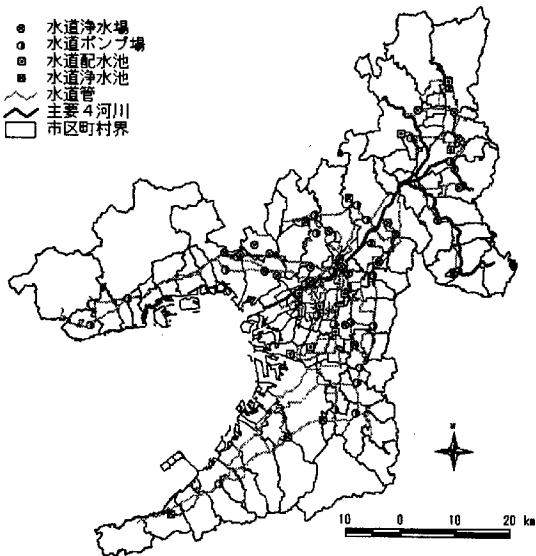 水道浄水場
水道ポンプ場
水道配水池
水道浄水池
水道管
主要４河川
市区町村界
10 0 10 20 km